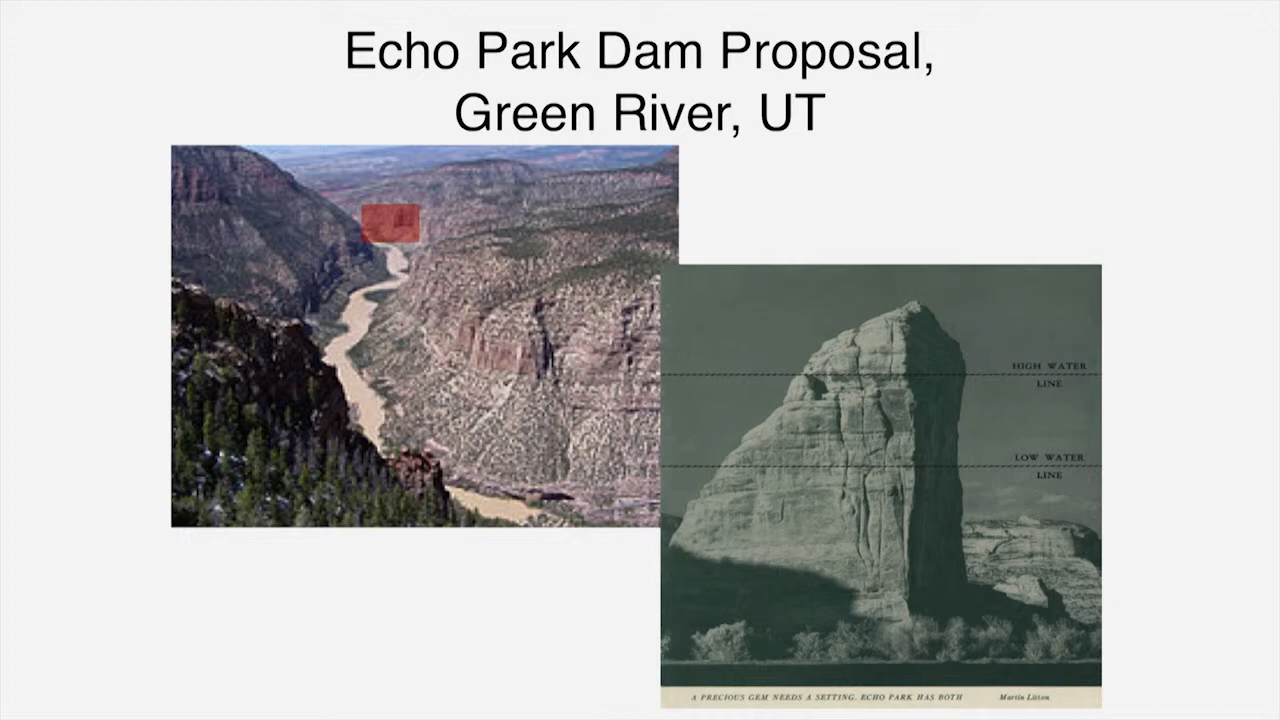 Echo Park Dam Proposal,
Green River, UT
HIGH WATER
LINE
LOW WATER
LINE
A PRECIOUS GEM NEEDS A SETTING. ECHO PARK HAS BOTH Martin Litton